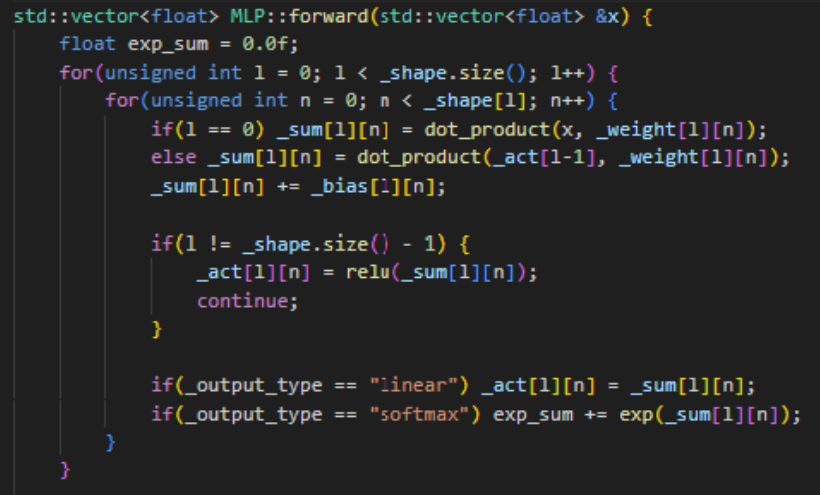 std::vector<float> MLP::forward(std::vector<float> &x) {
    float exp_sum = 0.0f;
    for(unsigned int l = 0; l < _shape.size(); l++) {
        for(unsigned int n = 0; n < _shape[l]; n++) {
            if(l == 0) _sum[l][n] = dot_product(x, _weight[l][n]);
            else _sum[l][n] = dot_product(_act[l-1], _weight[l][n]);
            _sum[l][n] += _bias[l][n];

            if(l != _shape.size() - 1) {
                _act[l][n] = relu(_sum[l][n]);
                continue;
            }

            if(_output_type == "linear") _act[l][n] = _sum[l][n];
            if(_output_type == "softmax") exp_sum += exp(_sum[l][n]);
        }
    }